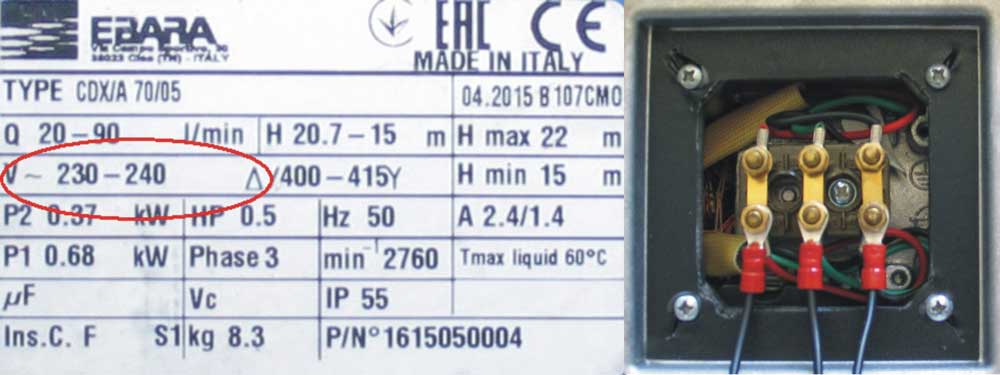 EBARA
Via Campo Sportivo, 30
38023 Cles (TN) - ITALY
EAC CE
MADE IN ITALY
TYPE CDX/A 70/05
04.2015 B 107CM0
Q 20–90 l/min H 20.7–15 m H max 22 m
V ~ 230–240 Δ/400–415Y H min 15 m
P2 0.37 kW HP 0.5 Hz 50 A 2.4/1.4
P1 0.68 kW Phase 3 min⁻¹ 2760 Tmax liquid 60°C
µF Vc IP 55
Ins.C. F S1 kg 8.3 P/N°1615050004